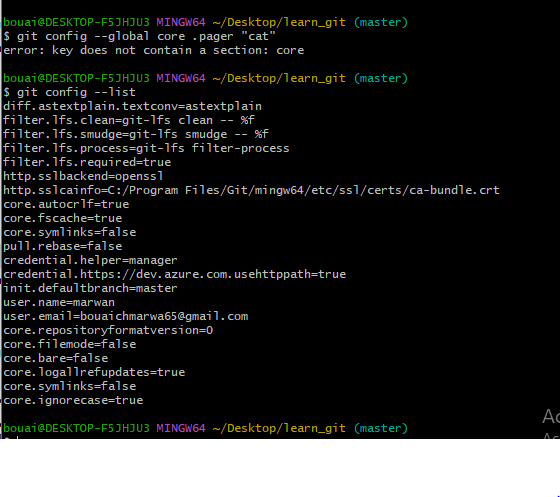 bouai@DESKTOP-F5JHJU3 MINGW64 ~/Desktop/learn_git (master)
$ git config --global core .pager "cat"
error: key does not contain a section: core
bouai@DESKTOP-F5JHJU3 MINGW64 ~/Desktop/learn_git (master)
$ git config --list
diff.astextplain.textconv=astextplain
filter.lfs.clean=git-lfs clean -- %f
filter.lfs.smudge=git-lfs smudge -- %f
filter.lfs.process=git-lfs filter-process
filter.lfs.required=true
http.sslbackend=openssl
http.sslcainfo=C:/Program Files/Git/mingw64/etc/ssl/certs/ca-bundle.crt
core.autocrlf=true
core.fscache=true
core.symlinks=false
pull.rebase=false
credential.helper=manager
credential.https://dev.azure.com.usehttppath=true
init.defaultbranch=master
user.name=marwan
user.email=bouaichmarwa65@gmail.com
core.repositoryformatversion=0
core.filemode=false
core.bare=false
core.logallrefupdates=true
core.symlinks=false
core.ignorecase=true
bouai@DESKTOP-F5JHJU3 MINGW64 ~/Desktop/learn_git (master)
$